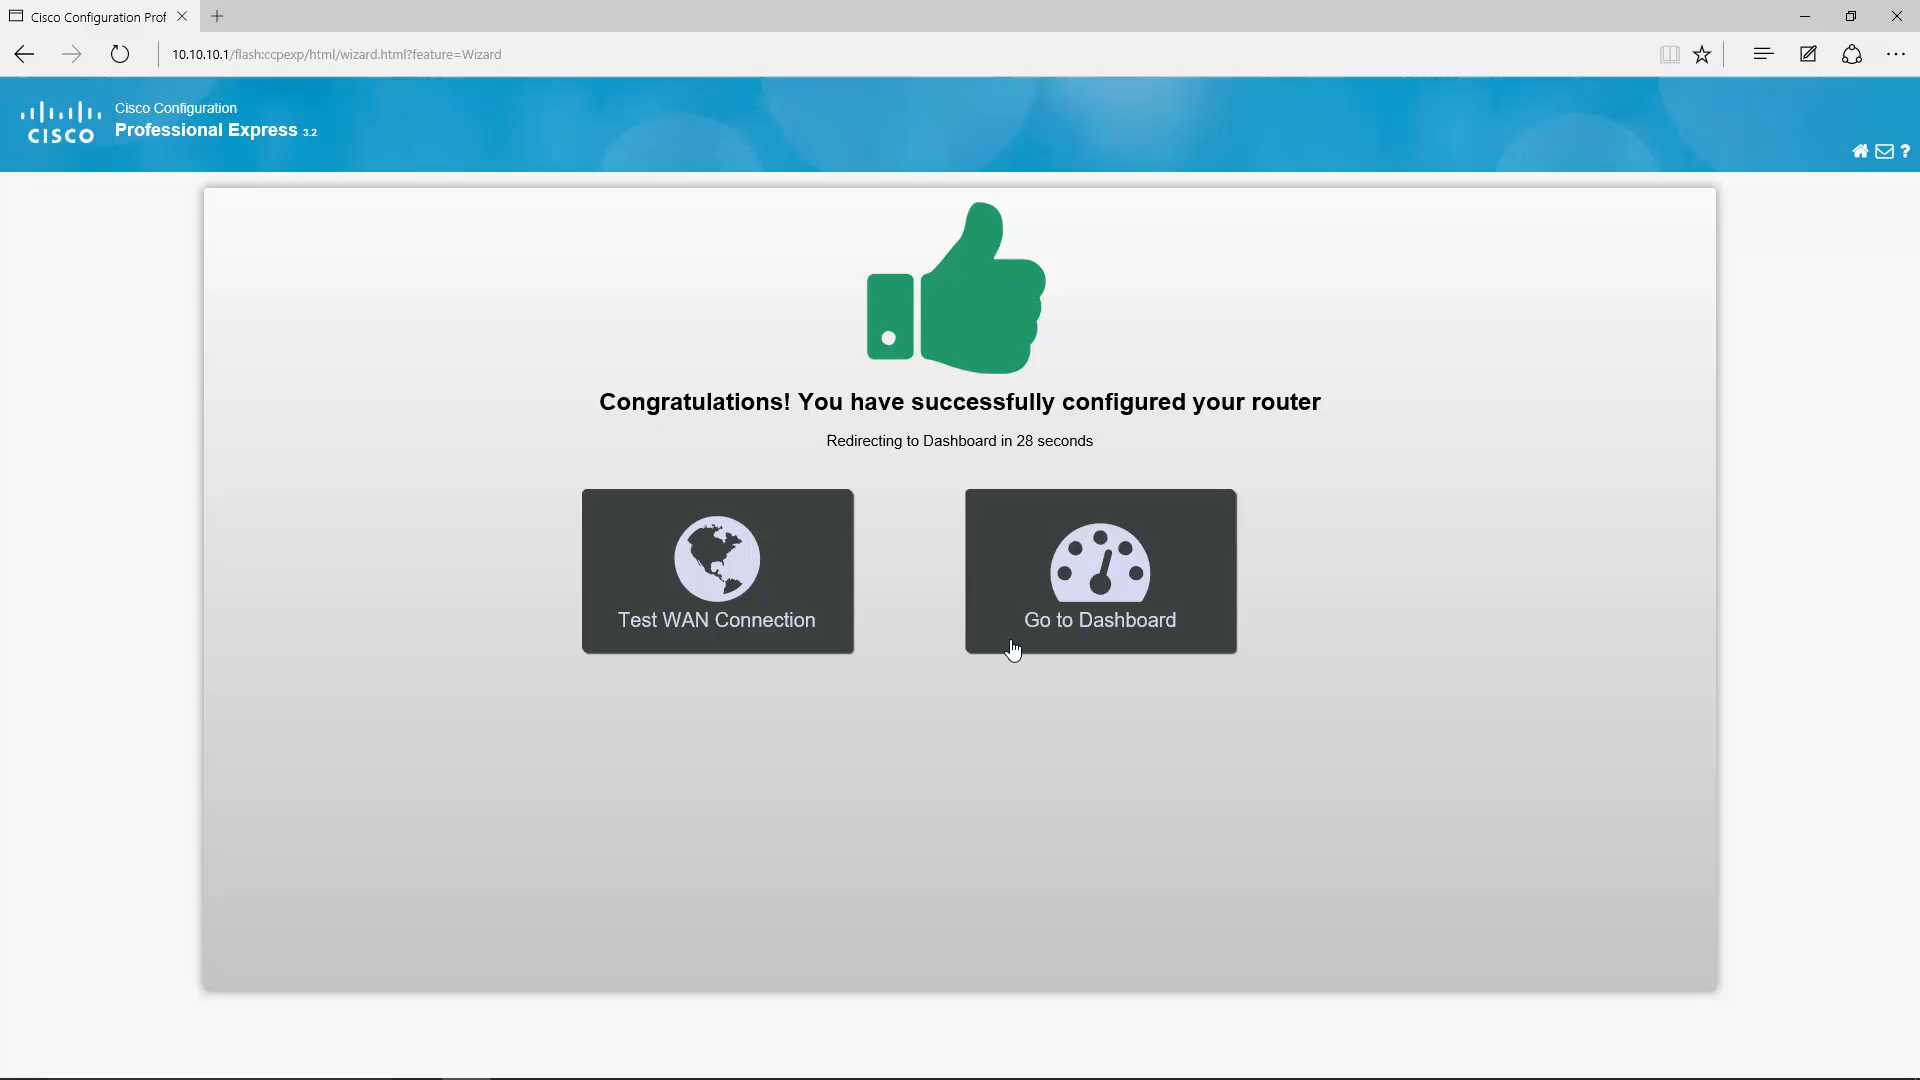 Cisco Configuration Prof
10.10.10.1/flash:ccpexp/html/wizard.html?feature=Wizard
CISCO
Cisco Configuration
Professional Express 3.2
?
Congratulations! You have successfully configured your router
Redirecting to Dashboard in 28 seconds
Test WAN Connection
Go to Dashboard